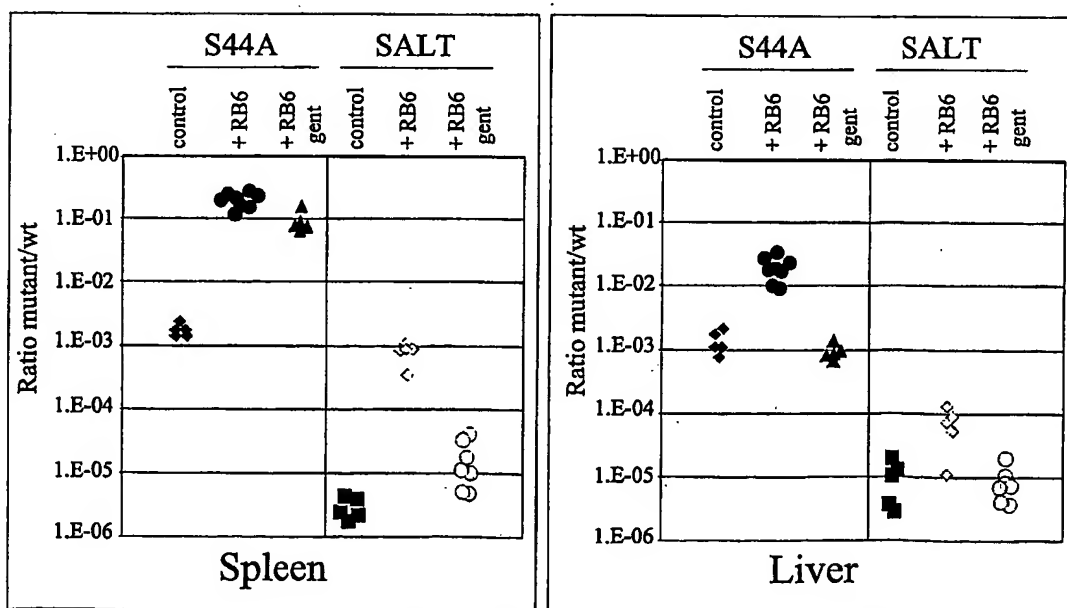 S44A SALT
control
+ RB6
+ RB6
gent
control
+ RB6
+ RB6
gent
Ratio mutant/wt
1.E+00
1.E-01
1.E-02
1.E-03
1.E-04
1.E-05
1.E-06
Spleen
S44A SALT
control
+ RB6
+ RB6
gent
control
+ RB6
+ RB6
gent
Ratio mutant/wt
1.E+00
1.E-01
1.E-02
1.E-03
1.E-04
1.E-05
1.E-06
Liver